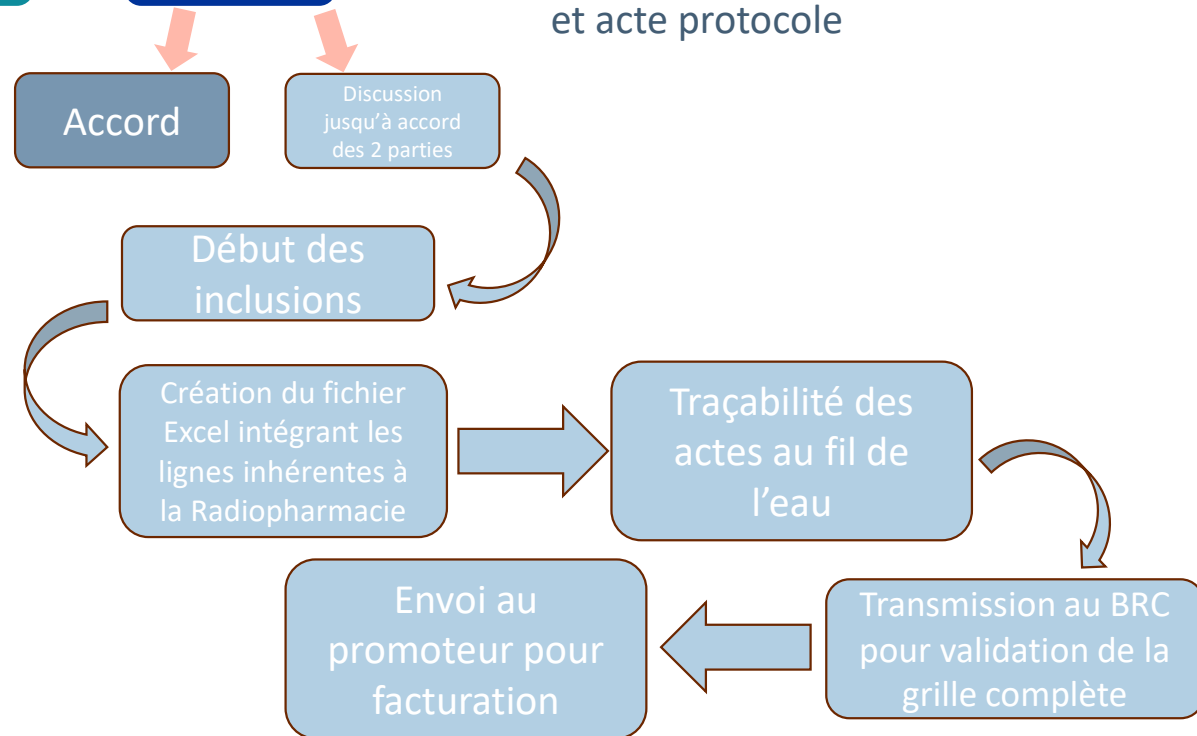 et acte protocole
Accord
Discussion
jusqu'à accord
des 2 parties
Début des
inclusions
Création du fichier
Excel intégrant les
lignes inhérentes à
la Radiopharmacie
Traçabilité des
actes au fil de
l'eau
Envoi au
promoteur pour
facturation
Transmission au BRC
pour validation de la
grille complète